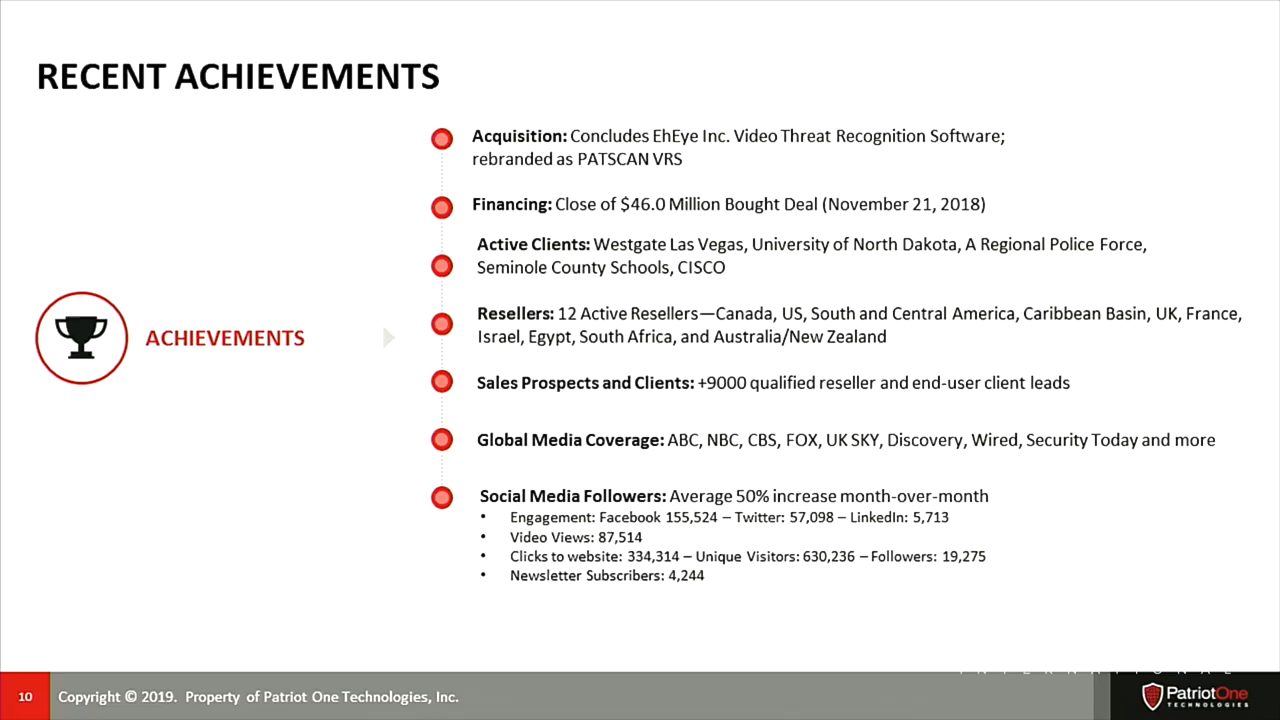 RECENT ACHIEVEMENTS
Acquisition: Concludes EhEye Inc. Video Threat Recognition Software;
rebranded as PATSCAN VRS
Financing: Close of $46.0 Million Bought Deal (November 21, 2018)
Active Clients: Westgate Las Vegas, University of North Dakota, A Regional Police Force,
Seminole County Schools, CISCO
ACHIEVEMENTS
Resellers: 12 Active Resellers—Canada, US, South and Central America, Caribbean Basin, UK, France,
Israel, Egypt, South Africa, and Australia/New Zealand
Sales Prospects and Clients: +9000 qualified reseller and end-user client leads
Global Media Coverage: ABC, NBC, CBS, FOX, UK SKY, Discovery, Wired, Security Today and more
Social Media Followers: Average 50% increase month-over-month
• Engagement: Facebook 155,524 – Twitter: 57,098 – LinkedIn: 5,713
• Video Views: 87,514
• Clicks to website: 334,314 – Unique Visitors: 630,236 – Followers: 19,275
• Newsletter Subscribers: 4,244
10
Copyright © 2019. Property of Patriot One Technologies, Inc.
PatriotOne
TECHNOLOGIES